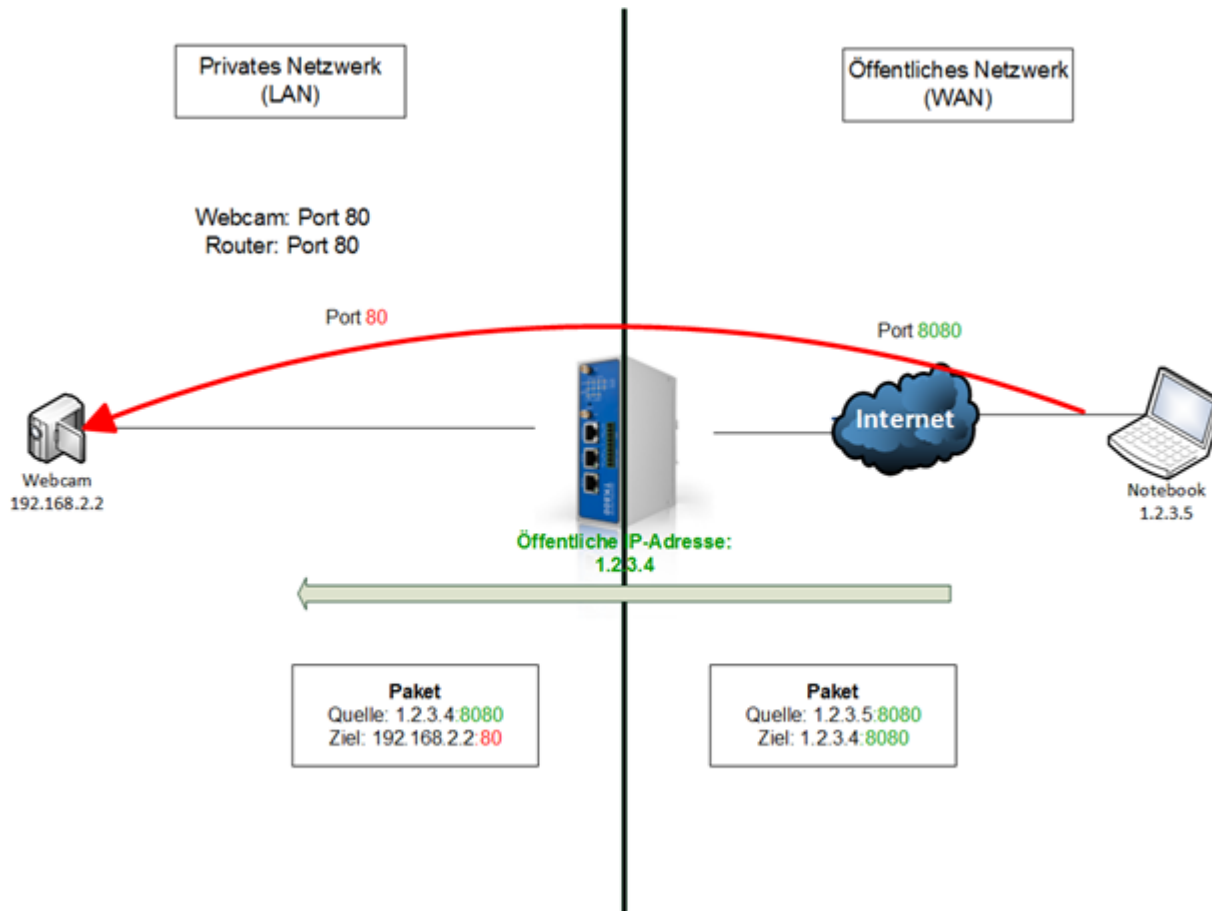 Privates Netzwerk
(LAN)
Öffentliches Netzwerk
(WAN)
Webcam: Port 80
Router: Port 80
Port 80
Port 8080
Internet
Webcam
192.168.2.2
Notebook
1.2.3.5
Öffentliche IP-Adresse:
1.2.3.4
Paket
Quelle: 1.2.3.4:8080
Ziel: 192.168.2.2:80
Paket
Quelle: 1.2.3.5:8080
Ziel: 1.2.3.4:8080